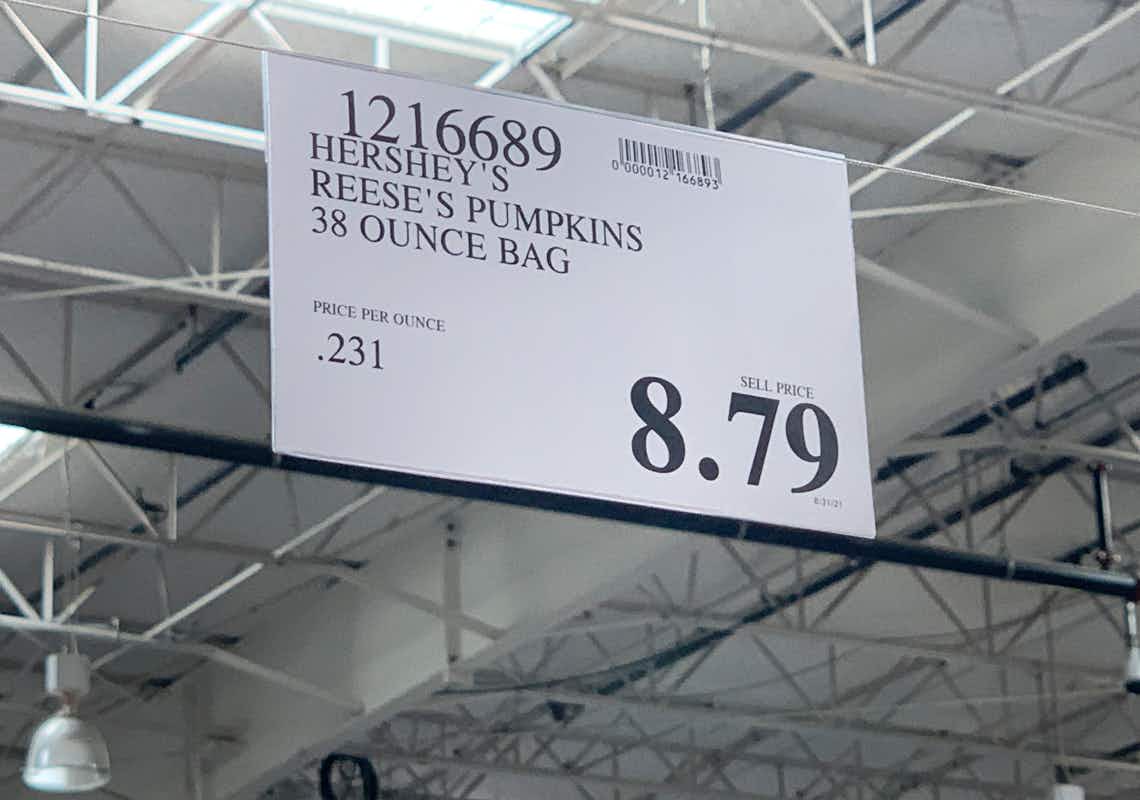 1216689
HERSHEY'S
REESE'S PUMPKINS
38 OUNCE BAG
0 000012 166893
PRICE PER OUNCE
.231
SELL PRICE
8.79
8/31/21